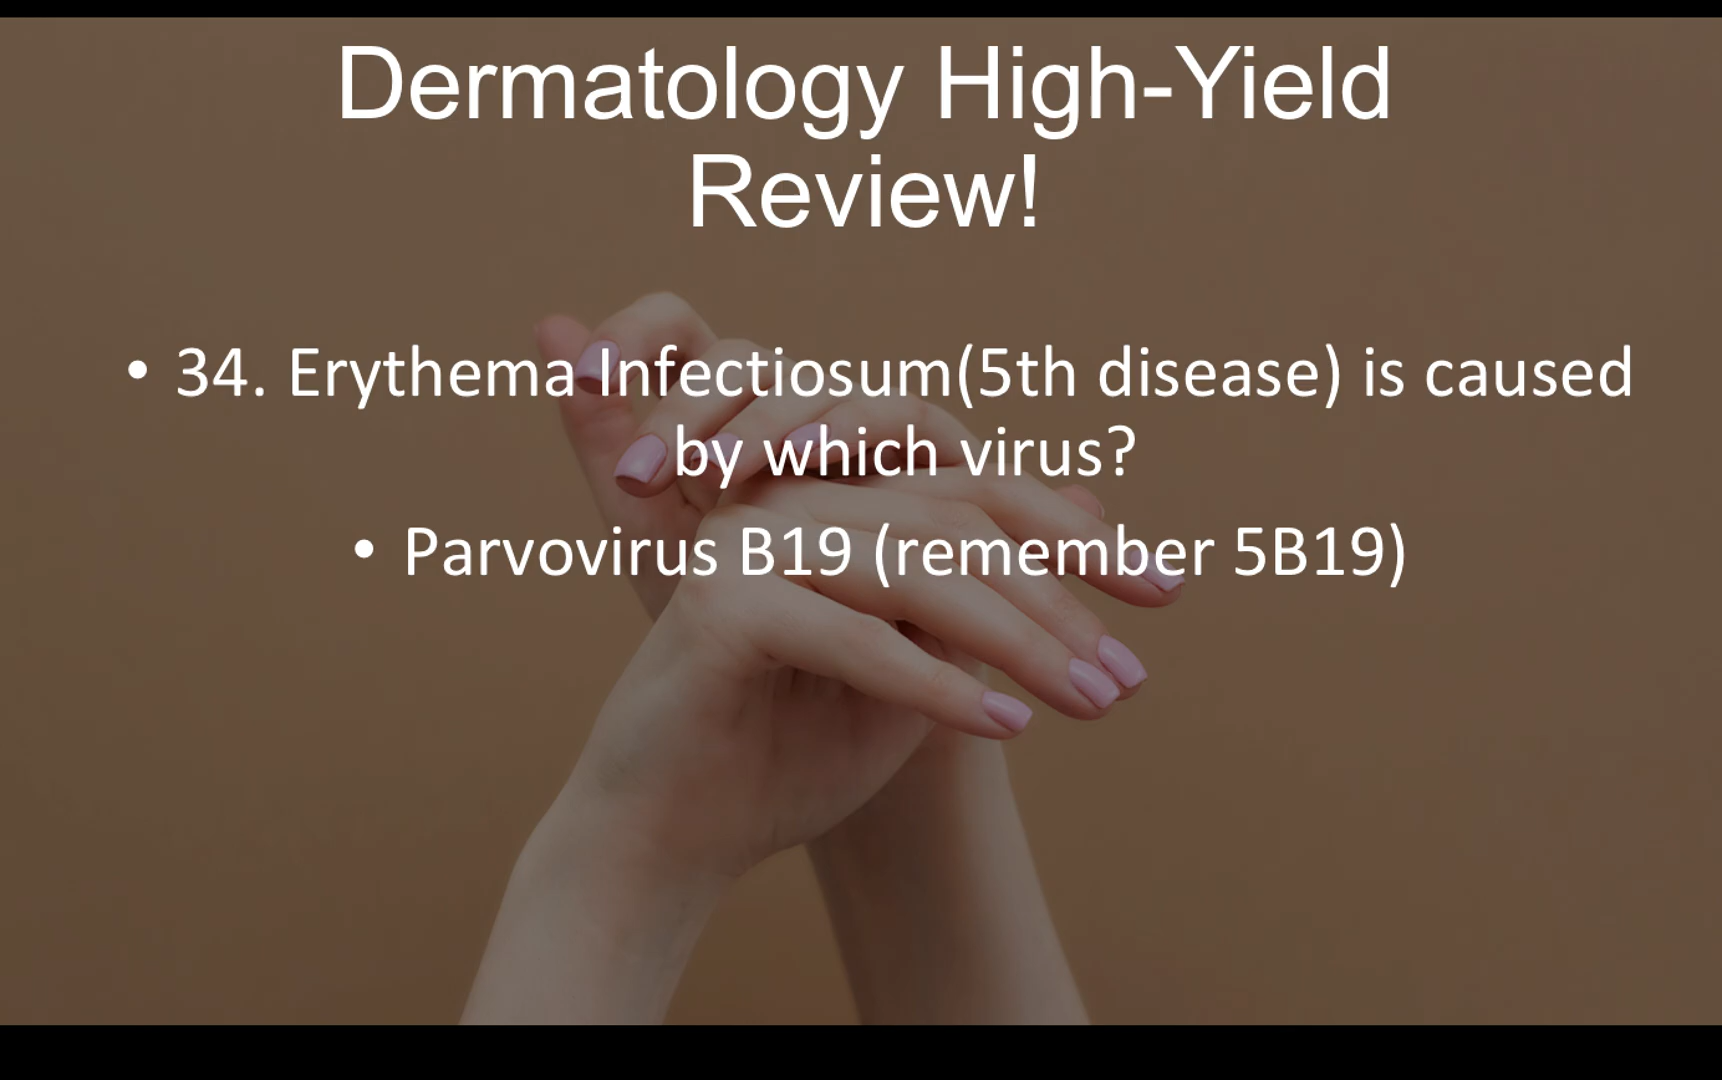 Dermatology High-Yield
Review!
• 34. Erythema Infectiosum(5th disease) is caused
by which virus?
• Parvovirus B19 (remember 5B19)